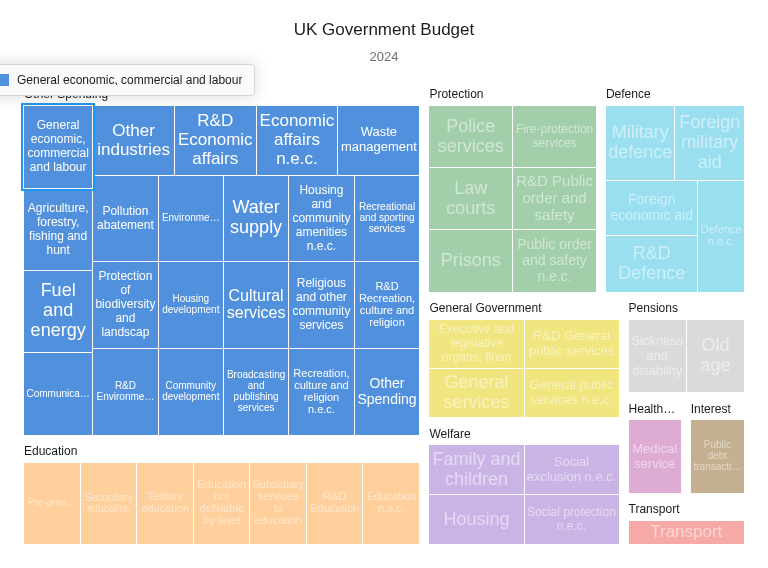 UK Government Budget
2024
General economic, commercial and labour
Protection
Defence
General
economic,
commercial
and labour
Other
industries
R&D
Economic
affairs
Economic
affairs
n.e.c.
Waste
management
Agriculture,
forestry,
fishing and
hunt
Pollution
abatement
Environme…
Water
supply
Housing
and
community
amenities
n.e.c.
Recreational
and sporting
services
Fuel
and
energy
Protection
of
biodiversity
and
landscap
Housing
development
Cultural
services
Religious
and other
community
services
R&D
Recreation,
culture and
religion
Communica…
R&D
Environme…
Community
development
Broadcasting
and
publishing
services
Recreation,
culture and
religion
n.e.c.
Other
Spending
Police
services
Fire-protection
services
Law
courts
R&D Public
order and
safety
Prisons
Public order
and safety
n.e.c.
Military
defence
Foreign
military
aid
Foreign
economic aid
R&D
Defence
Defence
n.e.c.
General Government
Executive and
legislative
organs, finan
R&D General
public services
General
services
General public
services n.e.c.
Pensions
Sickness
and
disability
Old
age
Health…
Medical
service
Interest
Public
debt
transacti…
Welfare
Family and
children
Social
exclusion n.e.c.
Housing
Social protection
n.e.c.
Transport
Transport
Education
Pre-prim…
Secondary
education
Tertiary
education
Education
not
definable
by level
Subsidiary
services
to
education
R&D
Education
Education
n.e.c.